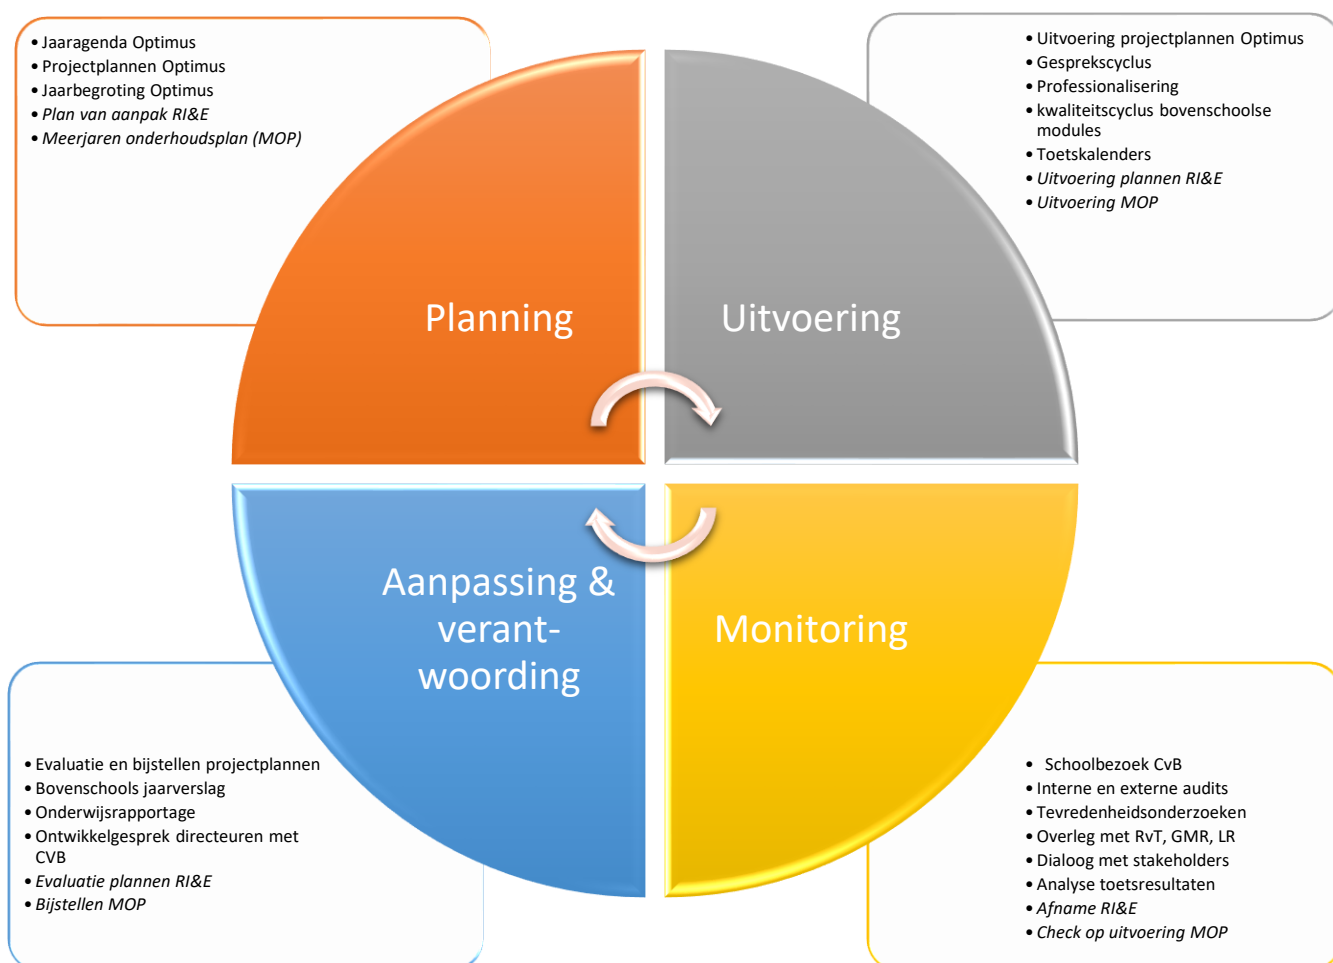 • Jaaragenda Optimus
• Projectplannen Optimus
• Jaarbegroting Optimus
• Plan van aanpak RI&E
• Meerjaren onderhoudsplan (MOP)
• Uitvoering projectplannen Optimus
• Gesprekscyclus
• Professionalisering
• kwaliteitscyclus bovenschoolse
modules
• Toetskalenders
• Uitvoering plannen RI&E
• Uitvoering MOP
Planning
Uitvoering
Aanpassing &
verant-
woording
Monitoring
• Evaluatie en bijstellen projectplannen
• Bovenschools jaarverslag
• Onderwijsrapportage
• Ontwikkelgesprek directeuren met
CVB
• Evaluatie plannen RI&E
• Bijstellen MOP
• Schoolbezoek CvB
• Interne en externe audits
• Tevredenheidsonderzoeken
• Overleg met RvT, GMR, LR
• Dialoog met stakeholders
• Analyse toetsresultaten
• Afname RI&E
• Check op uitvoering MOP